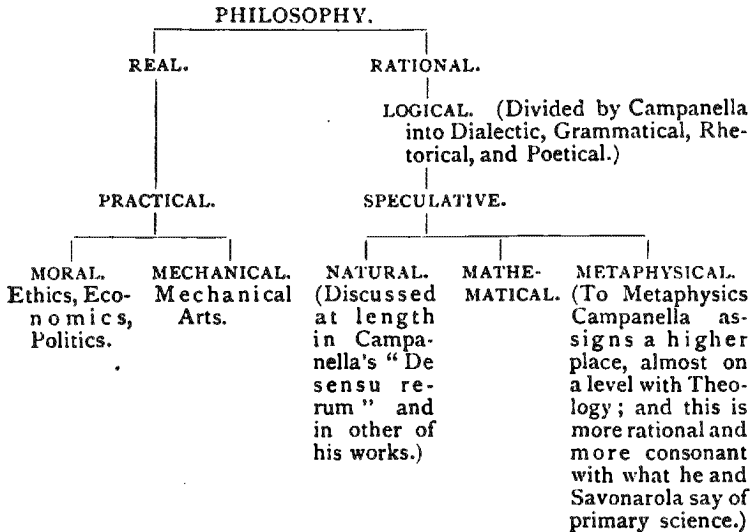 PHILOSOPHY.
REAL.
RATIONAL.
LOGICAL. (Divided by Campanella
into Dialectic, Grammatical, Rhe-
torical, and Poetical.)
PRACTICAL.
SPECULATIVE.
MORAL.
Ethics, Eco-
nomics,
Politics.
MECHANICAL.
Mechanical
Arts.
NATURAL.
(Discussed
at length
in Campa-
nella's "De
sensu re-
rum" and
in other of
his works.)
MATHE-
MATICAL.
METAPHYSICAL.
(To Metaphysics
Campanella as-
signs a higher
place, almost on
a level with Theo-
logy; and this is
more rational and
more consonant
with what he and
Savonarola say of
primary science.)